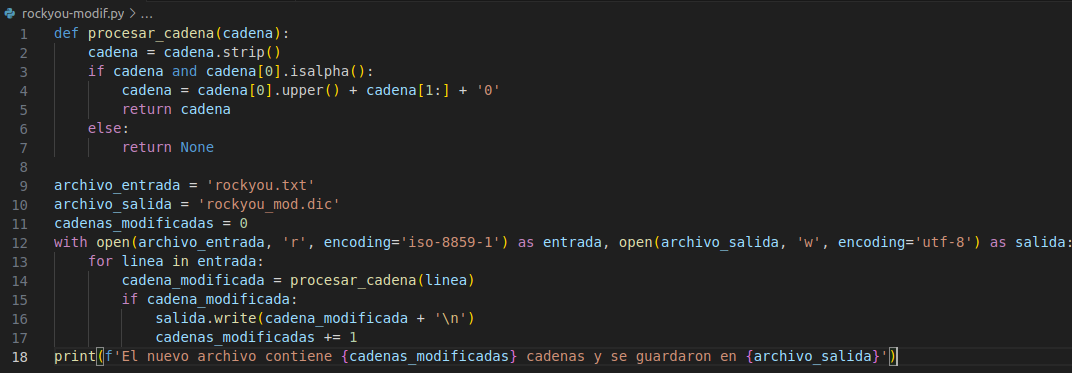 rockyou-modif.py > ...
1 def procesar_cadena(cadena):
2     cadena = cadena.strip()
3     if cadena and cadena[0].isalpha():
4         cadena = cadena[0].upper() + cadena[1:] + '0'
5         return cadena
6     else:
7         return None
8
9 archivo_entrada = 'rockyou.txt'
10 archivo_salida = 'rockyou_mod.dic'
11 cadenas_modificadas = 0
12 with open(archivo_entrada, 'r', encoding='iso-8859-1') as entrada, open(archivo_salida, 'w', encoding='utf-8') as salida:
13     for linea in entrada:
14         cadena_modificada = procesar_cadena(linea)
15         if cadena_modificada:
16             salida.write(cadena_modificada + '\n')
17             cadenas_modificadas += 1
18 print(f'El nuevo archivo contiene {cadenas_modificadas} cadenas y se guardaron en {archivo_salida}')